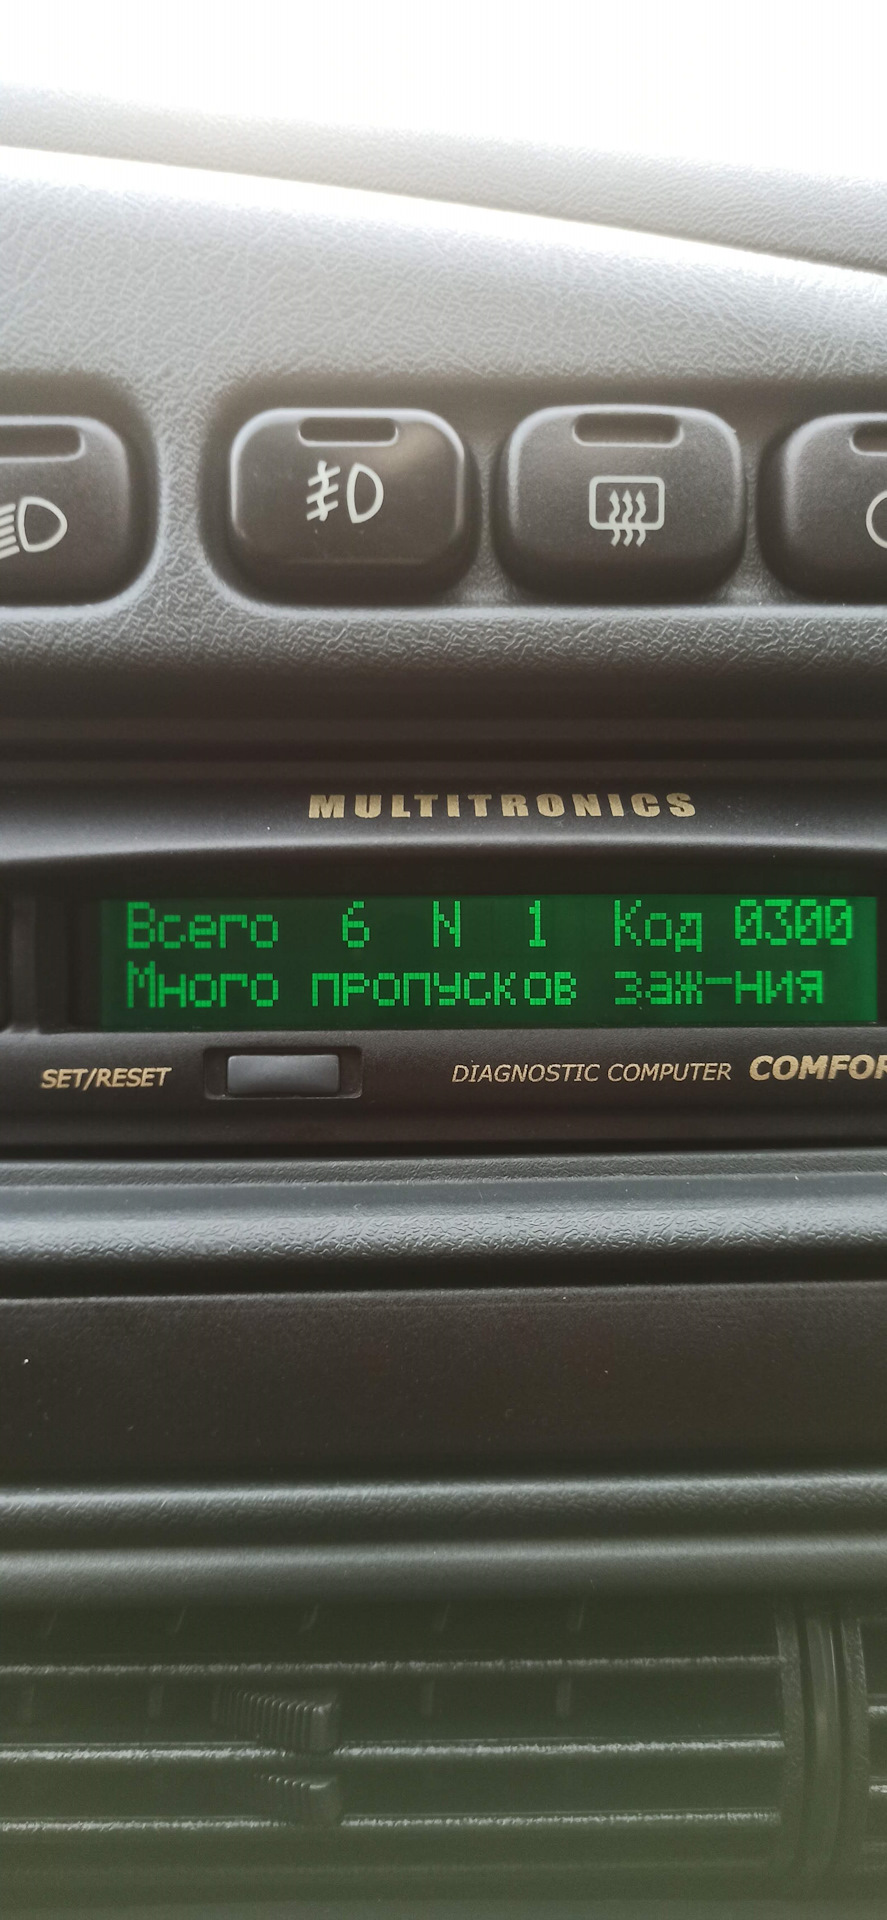 MULTITRONICS
Всего 6 N 1 Код 0300
Много пропусков заж-ния
SET/RESET
DIAGNOSTIC COMPUTER COMFOR